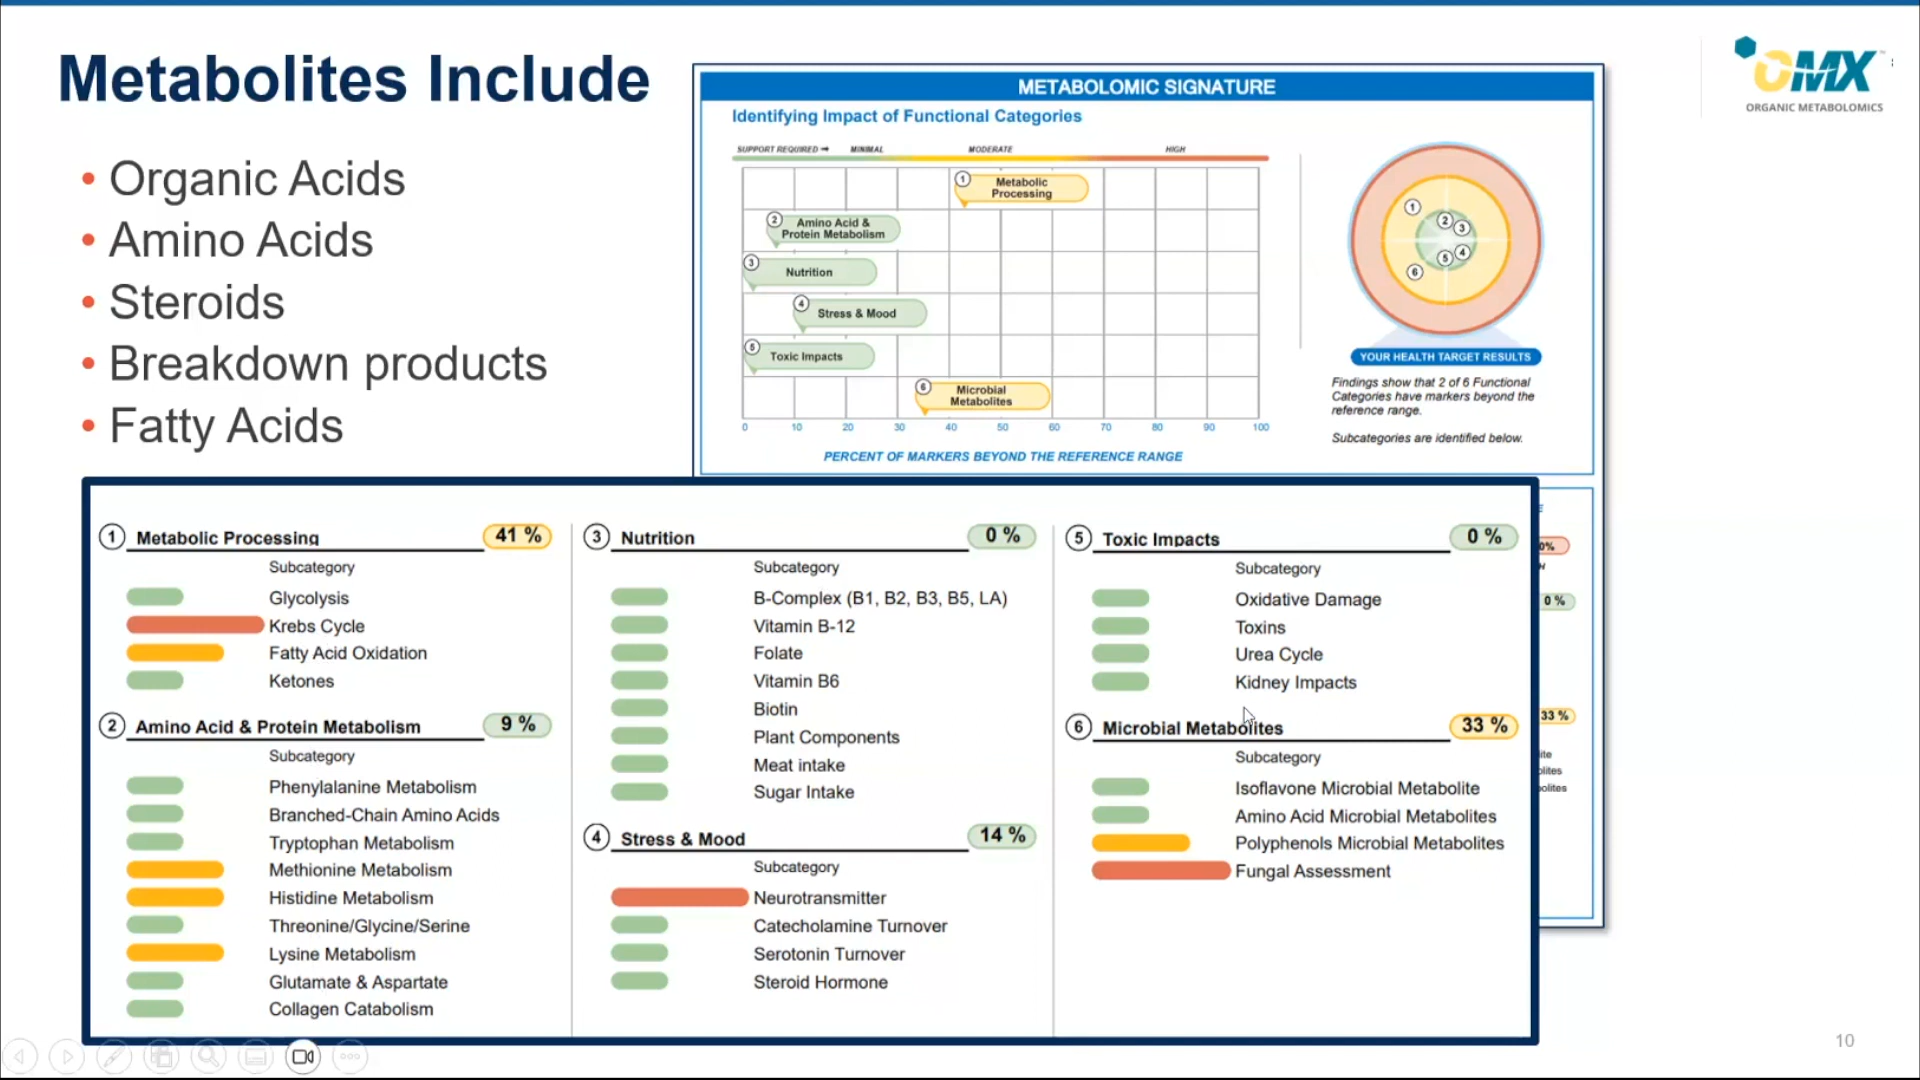 Metabolites Include
• Organic Acids
• Amino Acids
• Steroids
• Breakdown products
• Fatty Acids
OMX
ORGANIC METABOLOMICS
METABOLOMIC SIGNATURE
Identifying Impact of Functional Categories
SUPPORT REQUIRED MINIMAL MODERATE HIGH
1 Metabolic
Processing
2 Amino Acid &
Protein Metabolism
3 Nutrition
4 Stress & Mood
5 Toxic Impacts
6 Microbial
Metabolites
0 10 20 30 40 50 60 70 80 90 100
PERCENT OF MARKERS BEYOND THE REFERENCE RANGE
1
2
3
4
5
6
YOUR HEALTH TARGET RESULTS
Findings show that 2 of 6 Functional
Categories have markers beyond the
reference range.
Subcategories are identified below.
1 Metabolic Processing 41 %
Subcategory
Glycolysis
Krebs Cycle
Fatty Acid Oxidation
Ketones
2 Amino Acid & Protein Metabolism 9 %
Subcategory
Phenylalanine Metabolism
Branched-Chain Amino Acids
Tryptophan Metabolism
Methionine Metabolism
Histidine Metabolism
Threonine/Glycine/Serine
Lysine Metabolism
Glutamate & Aspartate
Collagen Catabolism
3 Nutrition 0 %
Subcategory
B-Complex (B1, B2, B3, B5, LA)
Vitamin B-12
Folate
Vitamin B6
Biotin
Plant Components
Meat intake
Sugar Intake
4 Stress & Mood 14 %
Subcategory
Neurotransmitter
Catecholamine Turnover
Serotonin Turnover
Steroid Hormone
5 Toxic Impacts 0 %
Subcategory
Oxidative Damage
Toxins
Urea Cycle
Kidney Impacts
6 Microbial Metabolites 33 %
Subcategory
Isoflavone Microbial Metabolite
Amino Acid Microbial Metabolites
Polyphenols Microbial Metabolites
Fungal Assessment
0 %
33 %
10